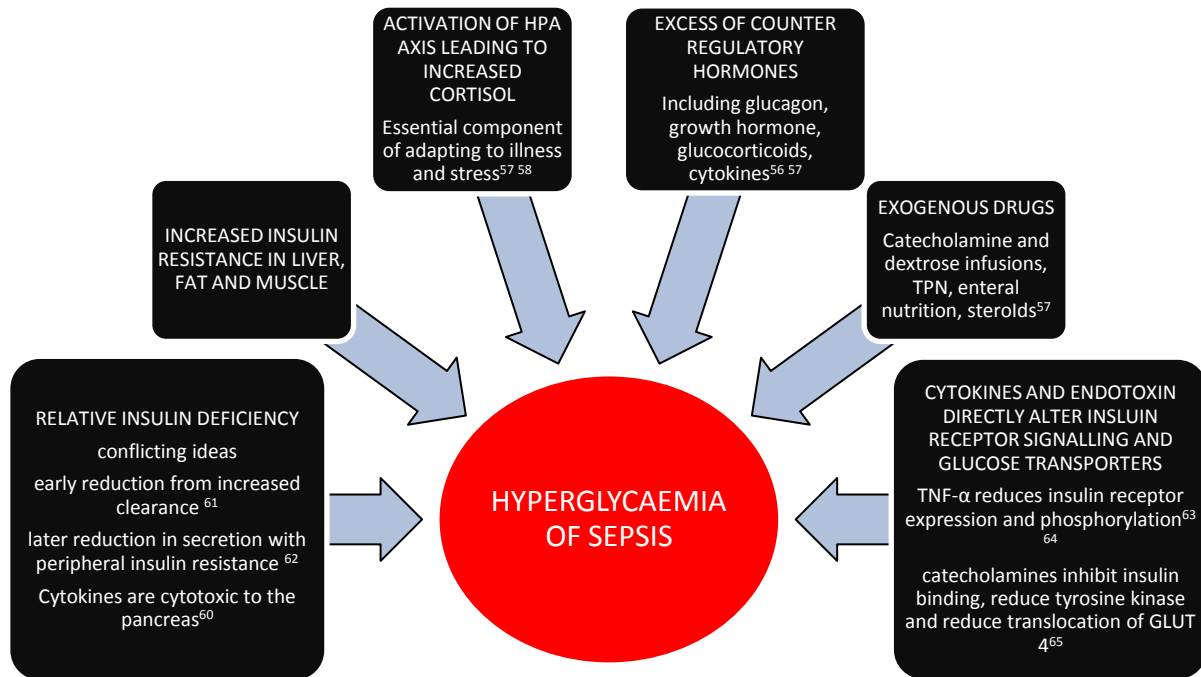 ACTIVATION OF HPA
AXIS LEADING TO
INCREASED
CORTISOL
Essential component
of adapting to illness
and stress⁵⁷ ⁵⁸
EXCESS OF COUNTER
REGULATORY
HORMONES
Including glucagon,
growth hormone,
glucocorticoids,
cytokines⁵⁶ ⁵⁷
INCREASED INSULIN
RESISTANCE IN LIVER,
FAT AND MUSCLE
EXOGENOUS DRUGS
Catecholamine and
dextrose infusions,
TPN, enteral
nutrition, steroIds⁵⁷
RELATIVE INSULIN DEFICIENCY
conflicting ideas
early reduction from increased
clearance ⁶¹
later reduction in secretion with
peripheral insulin resistance ⁶²
Cytokines are cytotoxic to the
pancreas⁶⁰
HYPERGLYCAEMIA
OF SEPSIS
CYTOKINES AND ENDOTOXIN
DIRECTLY ALTER INSLUIN
RECEPTOR SIGNALLING AND
GLUCOSE TRANSPORTERS
TNF-α reduces insulin receptor
expression and phosphorylation⁶³
⁶⁴
catecholamines inhibit insulin
binding, reduce tyrosine kinase
and reduce translocation of GLUT
4⁶⁵